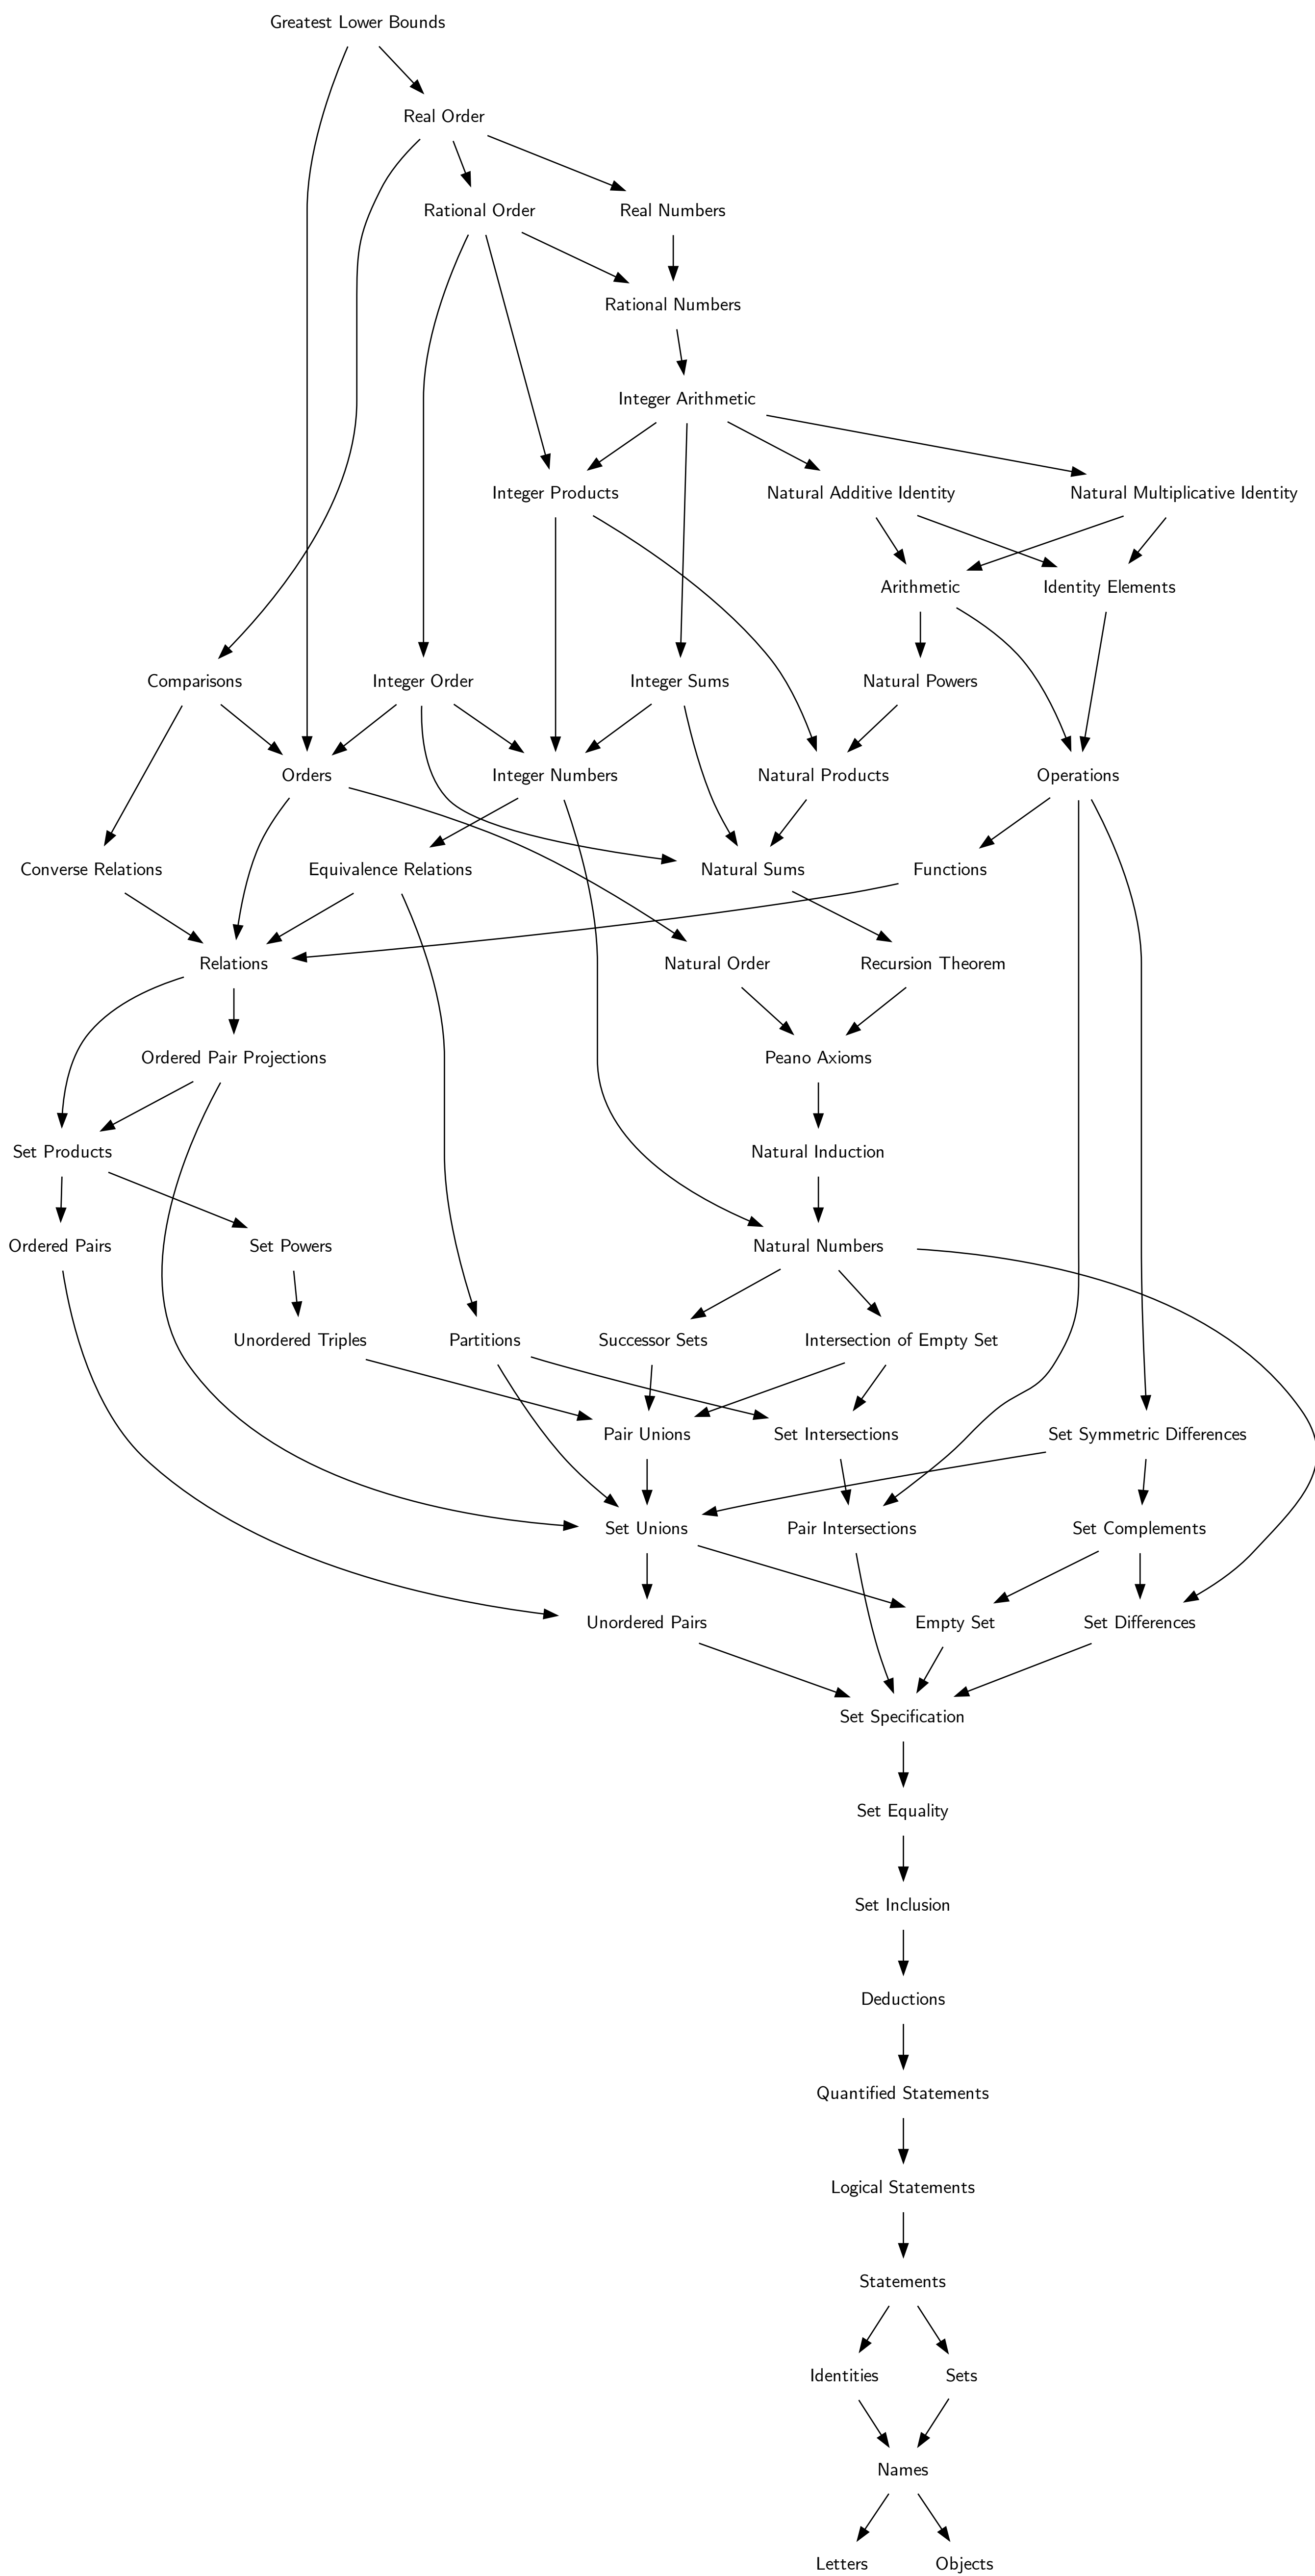 Greatest Lower Bounds
Real Order
Rational Order
Real Numbers
Rational Numbers
Integer Arithmetic
Integer Products
Natural Additive Identity
Natural Multiplicative Identity
Arithmetic
Identity Elements
Comparisons
Integer Order
Integer Sums
Natural Powers
Orders
Integer Numbers
Natural Products
Operations
Converse Relations
Equivalence Relations
Natural Sums
Functions
Relations
Natural Order
Recursion Theorem
Ordered Pair Projections
Peano Axioms
Set Products
Natural Induction
Ordered Pairs
Set Powers
Natural Numbers
Unordered Triples
Partitions
Successor Sets
Intersection of Empty Set
Pair Unions
Set Intersections
Set Symmetric Differences
Set Unions
Pair Intersections
Set Complements
Unordered Pairs
Empty Set
Set Differences
Set Specification
Set Equality
Set Inclusion
Deductions
Quantified Statements
Logical Statements
Statements
Identities
Sets
Names
Letters
Objects